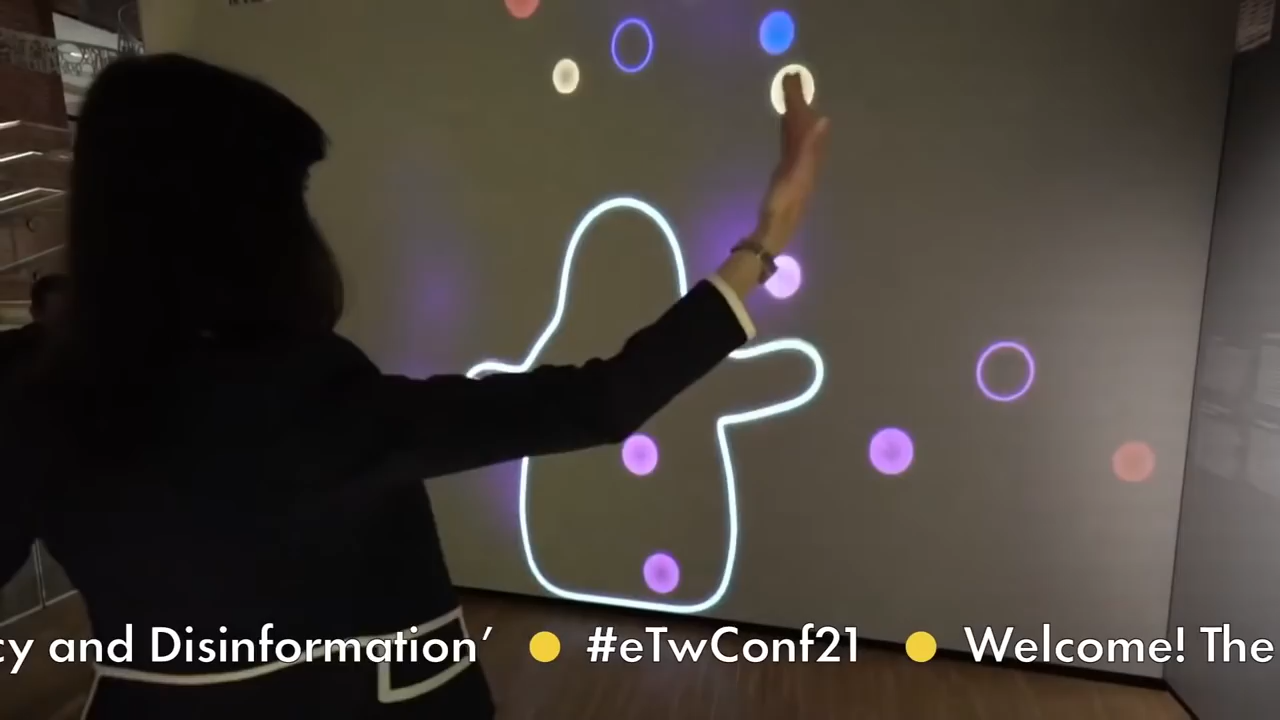 cy and Disinformation’ ● #eTwConf21 ● Welcome! The